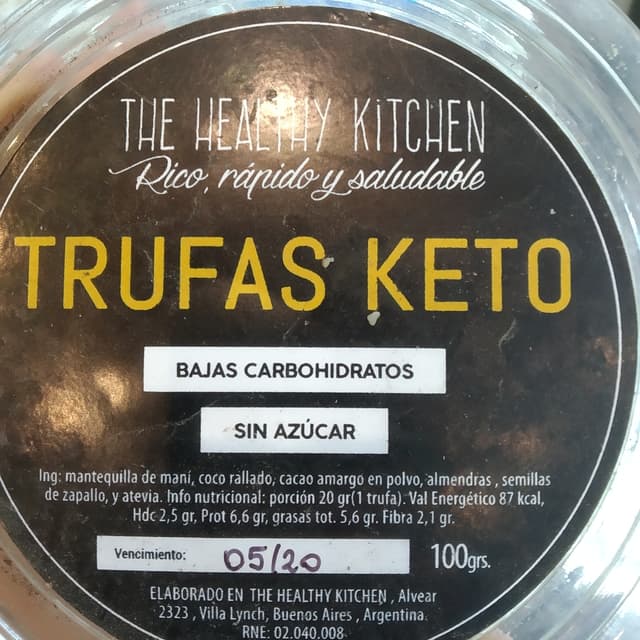 THE HEALTHY KITCHEN
Rico, rápido y saludable
TRUFAS KETO
BAJAS CARBOHIDRATOS
SIN AZÚCAR
Ing: mantequilla de maní, coco rallado, cacao amargo en polvo, almendras , semillas
de zapallo, y atevia. Info nutricional: porción 20 gr(1 trufa). Val Energético 87 kcal,
Hdc 2,5 gr, Prot 6,6 gr, grasas tot. 5,6 gr. Fibra 2,1 gr.
Vencimiento: 05/20 100grs.
ELABORADO EN THE HEALTHY KITCHEN , Alvear
2323 , Villa Lynch, Buenos Aires , Argentina.
RNE: 02.040.008